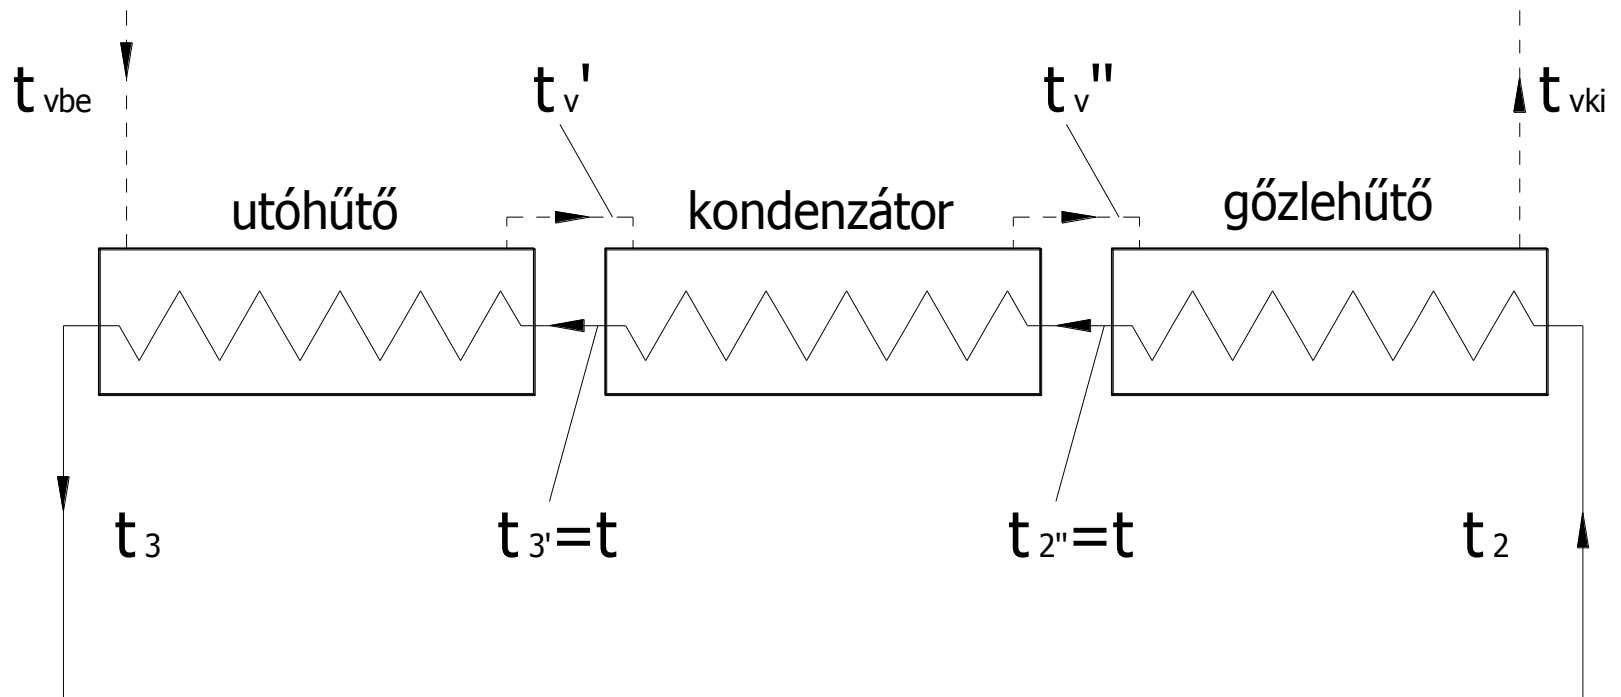 t vbe
t v'
t v"
t vki
utóhűtő
kondenzátor
gőzlehűtő
t 3
t 3'=t
t 2"=t
t 2